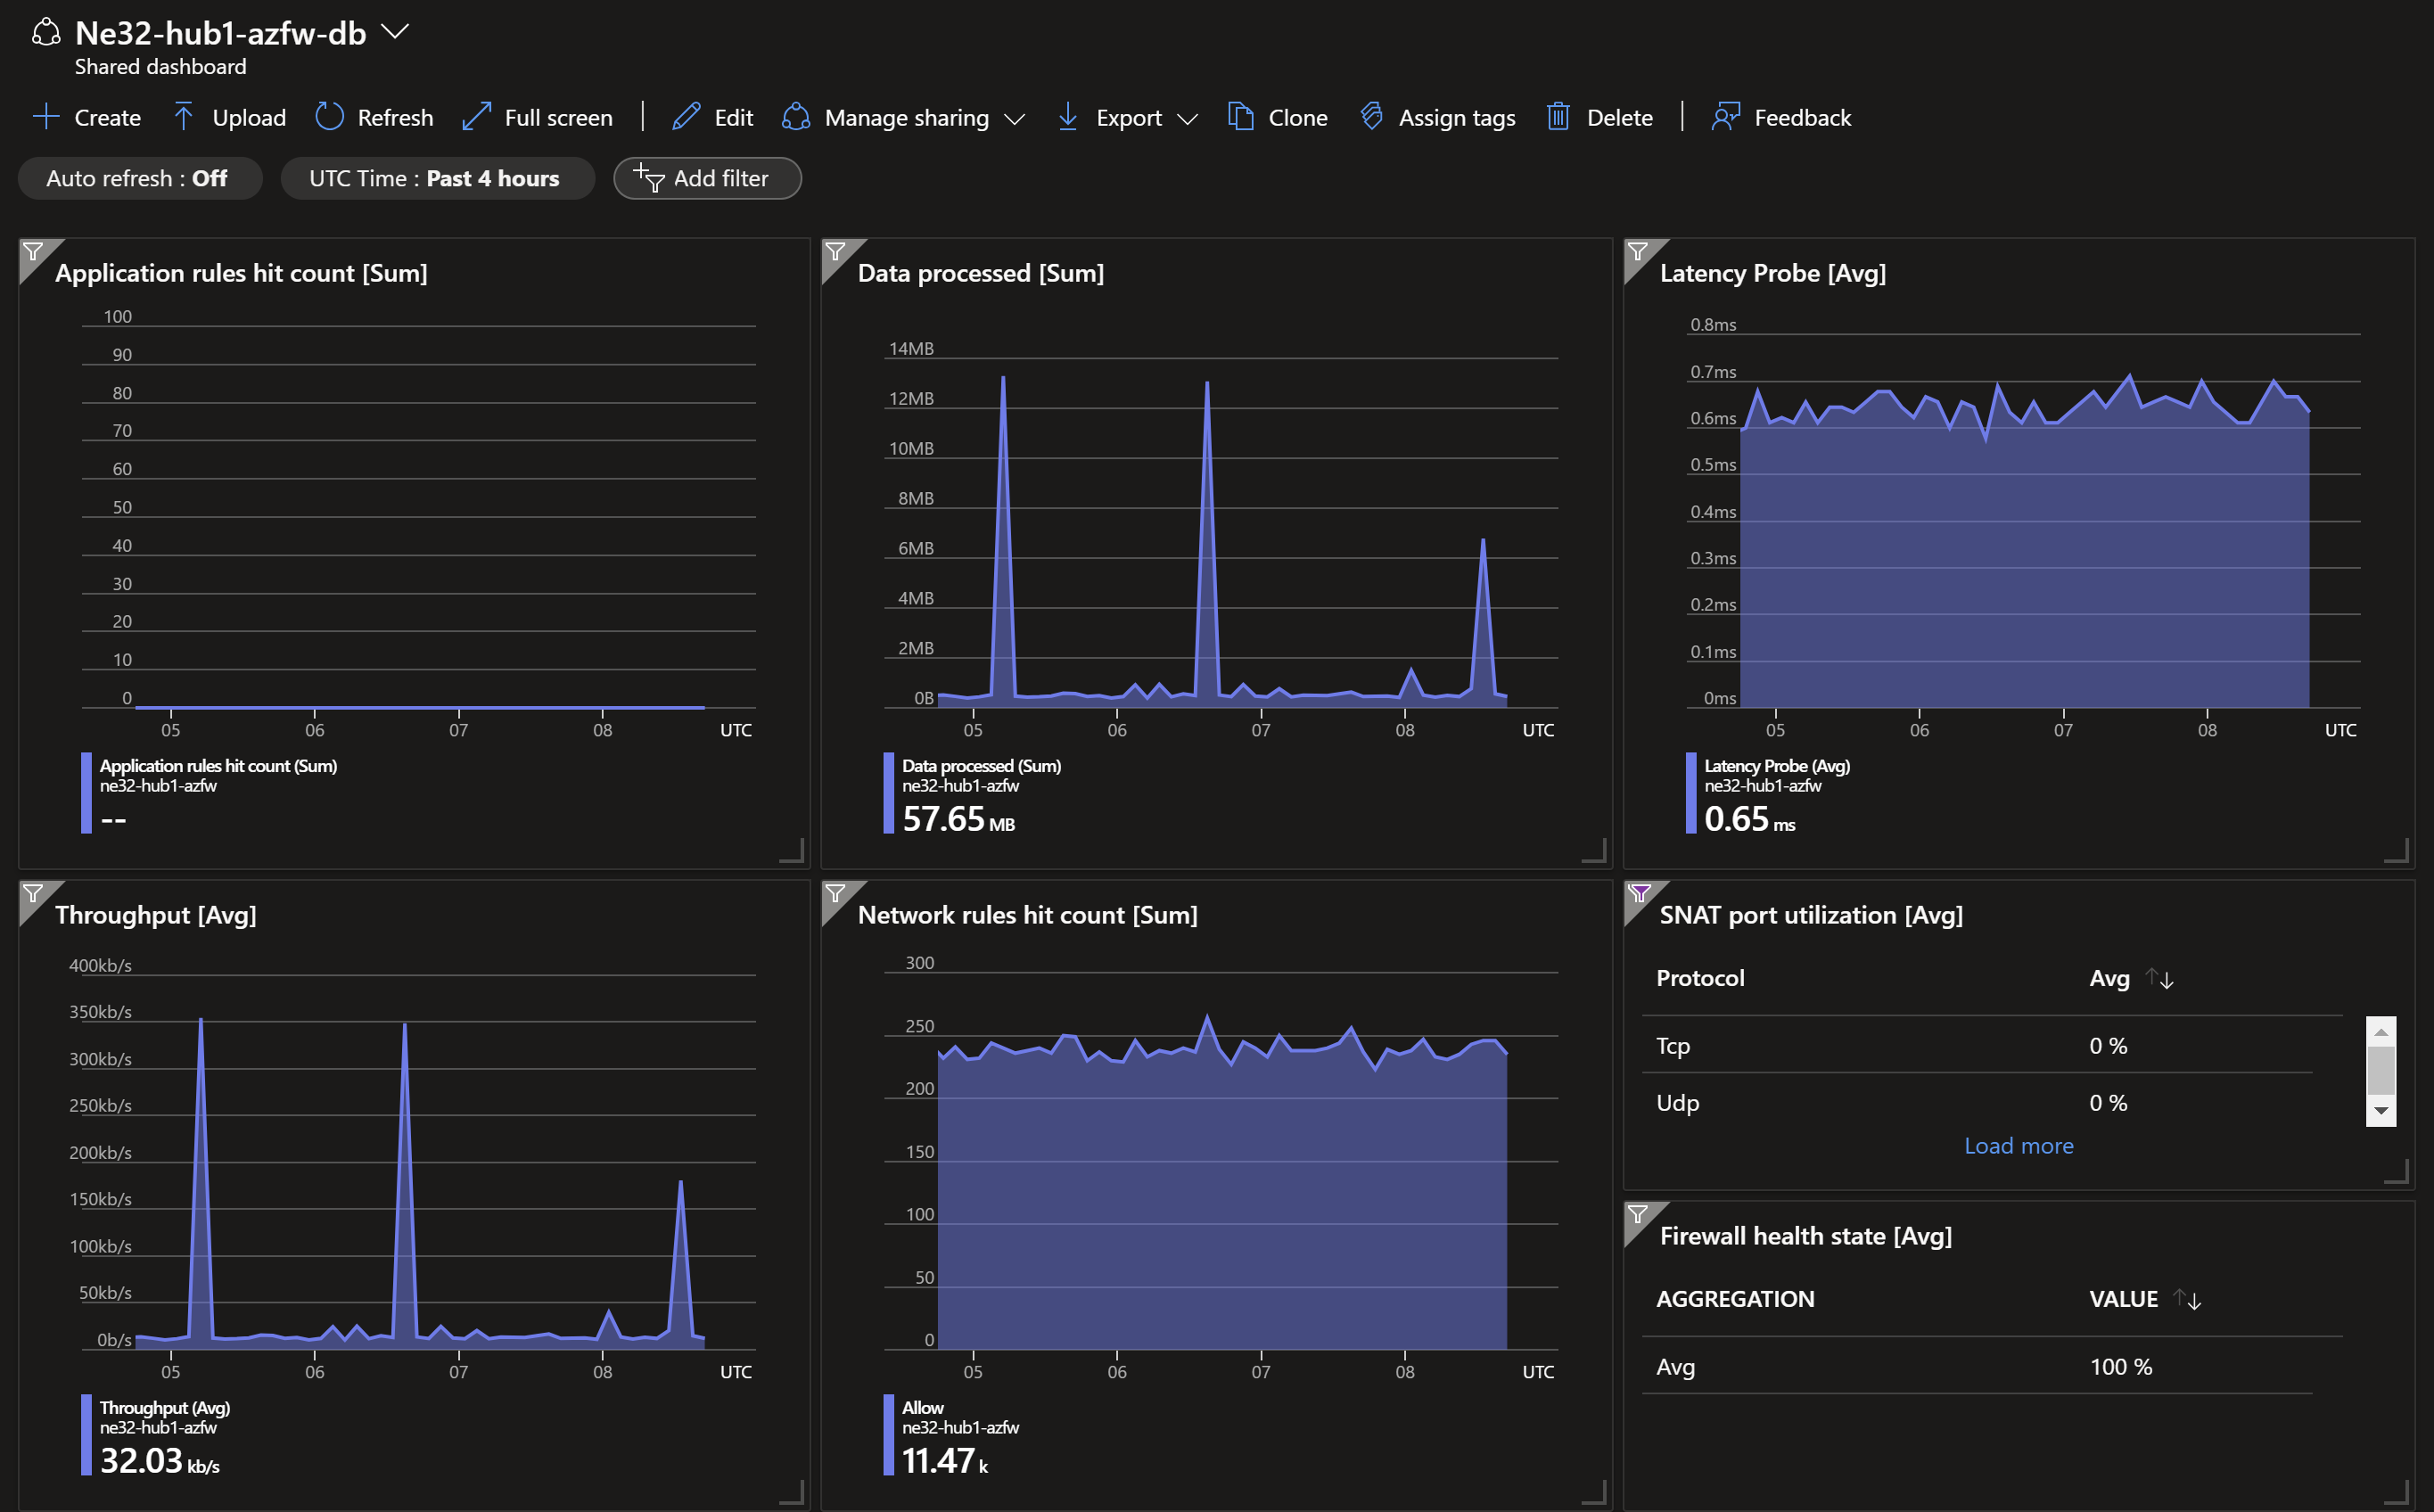 Ne32-hub1-azfw-db
Shared dashboard
Create Upload Refresh Full screen Edit Manage sharing Export Clone Assign tags Delete Feedback
Auto refresh : Off UTC Time : Past 4 hours Add filter
Application rules hit count [Sum]
100
90
80
70
60
50
40
30
20
10
0
05 06 07 08 UTC
Application rules hit count (Sum)
ne32-hub1-azfw
--
Data processed [Sum]
14MB
12MB
10MB
8MB
6MB
4MB
2MB
0B
05 06 07 08 UTC
Data processed (Sum)
ne32-hub1-azfw
57.65 MB
Latency Probe [Avg]
0.8ms
0.7ms
0.6ms
0.5ms
0.4ms
0.3ms
0.2ms
0.1ms
0ms
05 06 07 08 UTC
Latency Probe (Avg)
ne32-hub1-azfw
0.65 ms
Throughput [Avg]
400kb/s
350kb/s
300kb/s
250kb/s
200kb/s
150kb/s
100kb/s
50kb/s
0b/s
05 06 07 08 UTC
Throughput (Avg)
ne32-hub1-azfw
32.03 kb/s
Network rules hit count [Sum]
300
250
200
150
100
50
0
05 06 07 08 UTC
Allow
ne32-hub1-azfw
11.47 k
SNAT port utilization [Avg]
Protocol Avg
Tcp 0 %
Udp 0 %
Load more
Firewall health state [Avg]
AGGREGATION VALUE
Avg 100 %